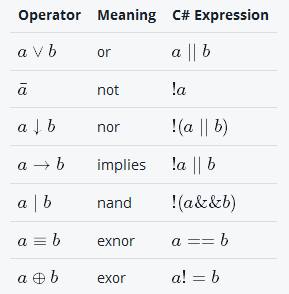 Operator Meaning C# Expression
a ∨ b or a || b
ā not !a
a ↓ b nor !(a || b)
a → b implies !a || b
a | b nand !(a&&b)
a ≡ b exnor a == b
a ⊕ b exor a! = b